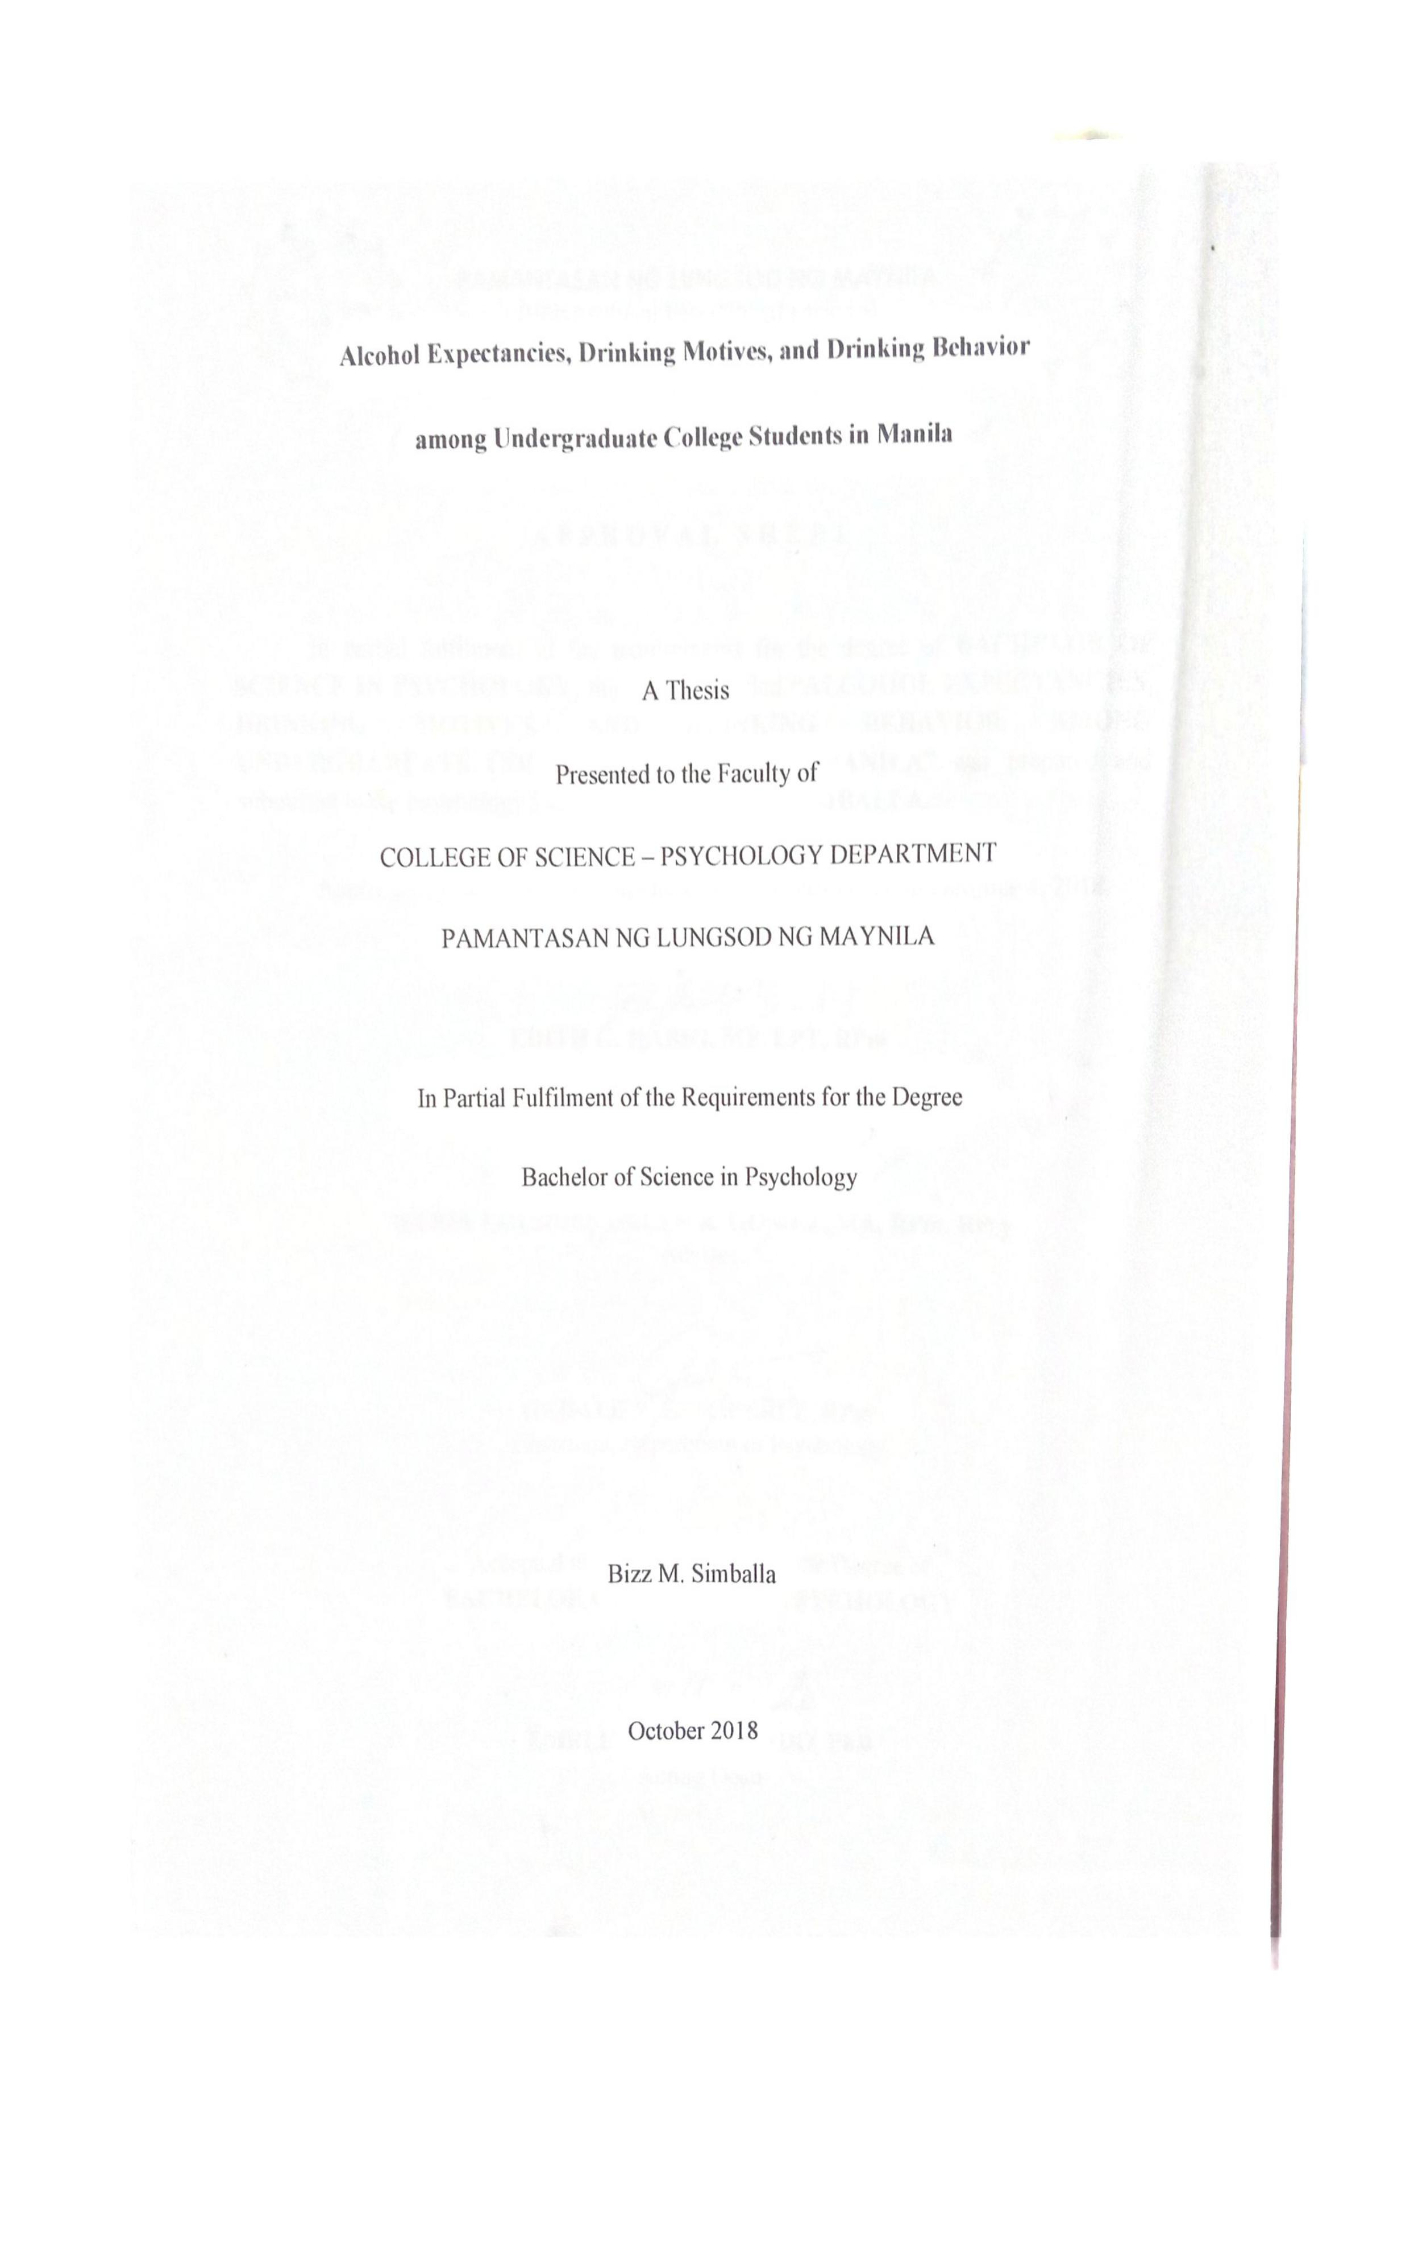 Alcohol Expectancies, Drinking Motives, and Drinking Behavior
among Undergraduate College Students in Manila
A Thesis
Presented to the Faculty of
COLLEGE OF SCIENCE – PSYCHOLOGY DEPARTMENT
PAMANTASAN NG LUNGSOD NG MAYNILA
In Partial Fulfilment of the Requirements for the Degree
Bachelor of Science in Psychology
Bizz M. Simballa
October 2018